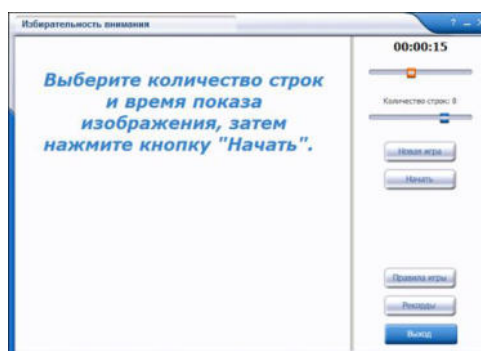 Избирательность внимания
? – ×
00:00:15
Выберите количество строк
и время показа
изображения, затем
нажмите кнопку "Начать".
Количество строк: 8
Новая игра
Начать
Правила игры
Рекорды
Выход